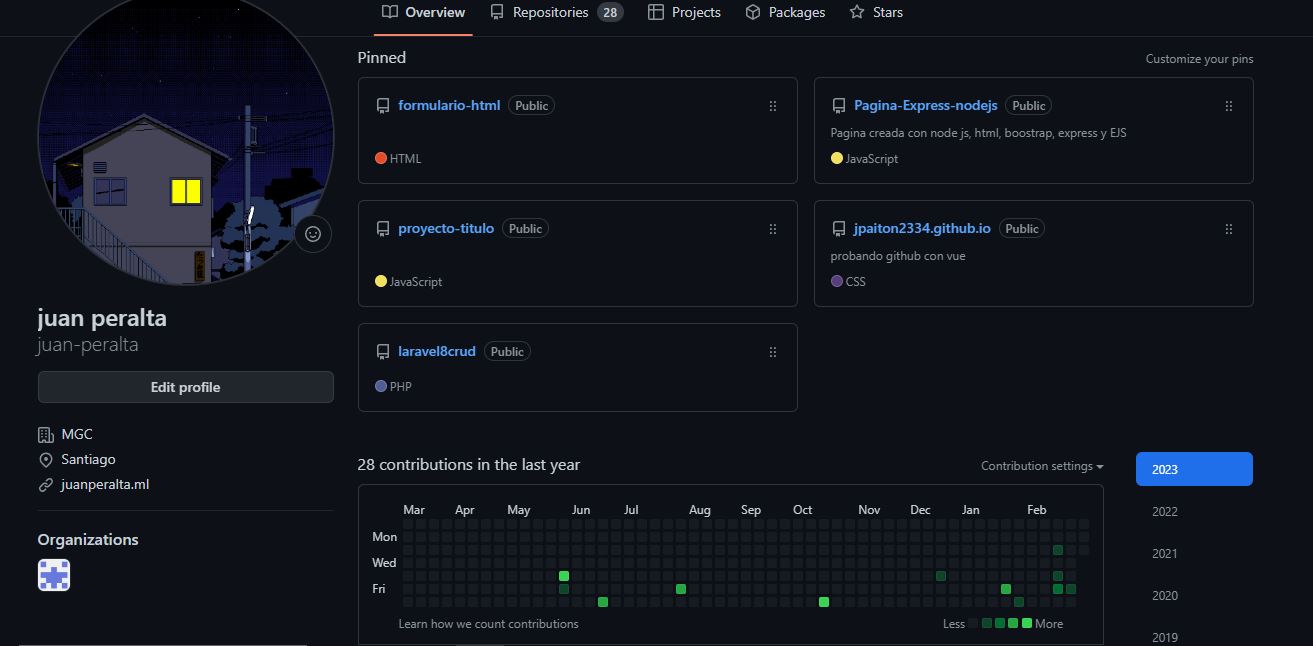 Overview Repositories 28 Projects Packages Stars
Pinned Customize your pins
formulario-html Public
HTML
Pagina-Express-nodejs Public
Pagina creada con node js, html, boostrap, express y EJS
JavaScript
proyecto-titulo Public
JavaScript
jpaiton2334.github.io Public
probando github con vue
CSS
laravel8crud Public
PHP
juan peralta
juan-peralta
Edit profile
MGC
Santiago
juanperalta.ml
Organizations
28 contributions in the last year
Contribution settings
Mar Apr May Jun Jul Aug Sep Oct Nov Dec Jan Feb
Mon
Wed
Fri
Learn how we count contributions
Less More
2023
2022
2021
2020
2019